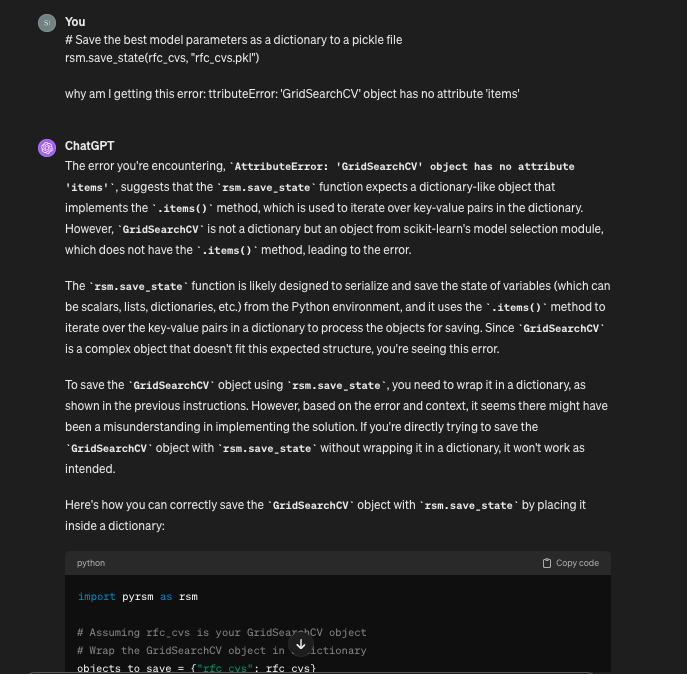 SI You
# Save the best model parameters as a dictionary to a pickle file
rsm.save_state(rfc_cvs, "rfc_cvs.pkl")
why am I getting this error: ttributeError: 'GridSearchCV' object has no attribute 'items'
ChatGPT
The error you're encountering, `AttributeError: 'GridSearchCV' object has no attribute
'items'`, suggests that the `rsm.save_state` function expects a dictionary-like object that
implements the `.items()` method, which is used to iterate over key-value pairs in the dictionary.
However, `GridSearchCV` is not a dictionary but an object from scikit-learn's model selection module,
which does not have the `.items()` method, leading to the error.
The `rsm.save_state` function is likely designed to serialize and save the state of variables (which can
be scalars, lists, dictionaries, etc.) from the Python environment, and it uses the `.items()` method to
iterate over the key-value pairs in a dictionary to process the objects for saving. Since `GridSearchCV`
is a complex object that doesn't fit this expected structure, you're seeing this error.
To save the `GridSearchCV` object using `rsm.save_state`, you need to wrap it in a dictionary, as
shown in the previous instructions. However, based on the error and context, it seems there might have
been a misunderstanding in implementing the solution. If you're directly trying to save the
`GridSearchCV` object with `rsm.save_state` without wrapping it in a dictionary, it won't work as
intended.
Here's how you can correctly save the `GridSearchCV` object with `rsm.save_state` by placing it
inside a dictionary:
python Copy code
import pyrsm as rsm
# Assuming rfc_cvs is your GridSearchCV object
# Wrap the GridSearchCV object in ictionary
objects_to_save = {"rfc_cvs": rfc_cvs}